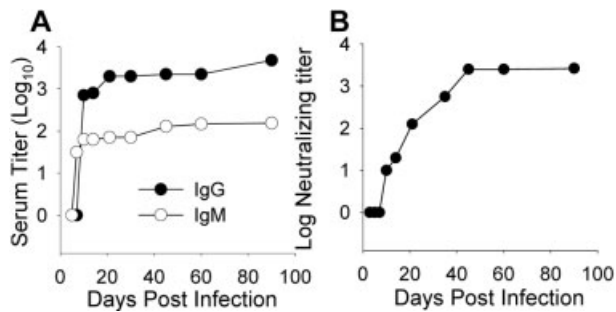 A
Serum Titer (Log10)
4
3
2
1
0
IgG
IgM
0 20 40 60 80 100
Days Post Infection
B
Log Neutralizing titer
4
3
2
1
0
0 20 40 60 80 100
Days Post Infection